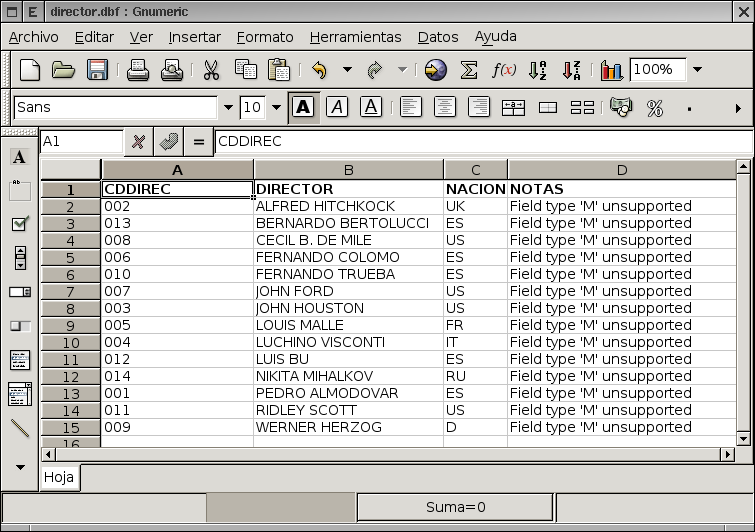 director.dbf : Gnumeric
Archivo Editar Ver Insertar Formato Herramientas Datos Ayuda
Σ f(x) A Z Z A 100%
Sans 10 A A A a %
A1 = CDDIREC
A B C D
1 CDDIREC DIRECTOR NACION NOTAS
2 002 ALFRED HITCHKOCK UK Field type 'M' unsupported
3 013 BERNARDO BERTOLUCCI ES Field type 'M' unsupported
4 008 CECIL B. DE MILE US Field type 'M' unsupported
5 006 FERNANDO COLOMO ES Field type 'M' unsupported
6 010 FERNANDO TRUEBA ES Field type 'M' unsupported
7 007 JOHN FORD US Field type 'M' unsupported
8 003 JOHN HOUSTON US Field type 'M' unsupported
9 005 LOUIS MALLE FR Field type 'M' unsupported
10 004 LUCHINO VISCONTI IT Field type 'M' unsupported
11 012 LUIS BU ES Field type 'M' unsupported
12 014 NIKITA MIHALKOV RU Field type 'M' unsupported
13 001 PEDRO ALMODOVAR ES Field type 'M' unsupported
14 011 RIDLEY SCOTT US Field type 'M' unsupported
15 009 WERNER HERZOG D Field type 'M' unsupported
16
Hoja
Suma=0